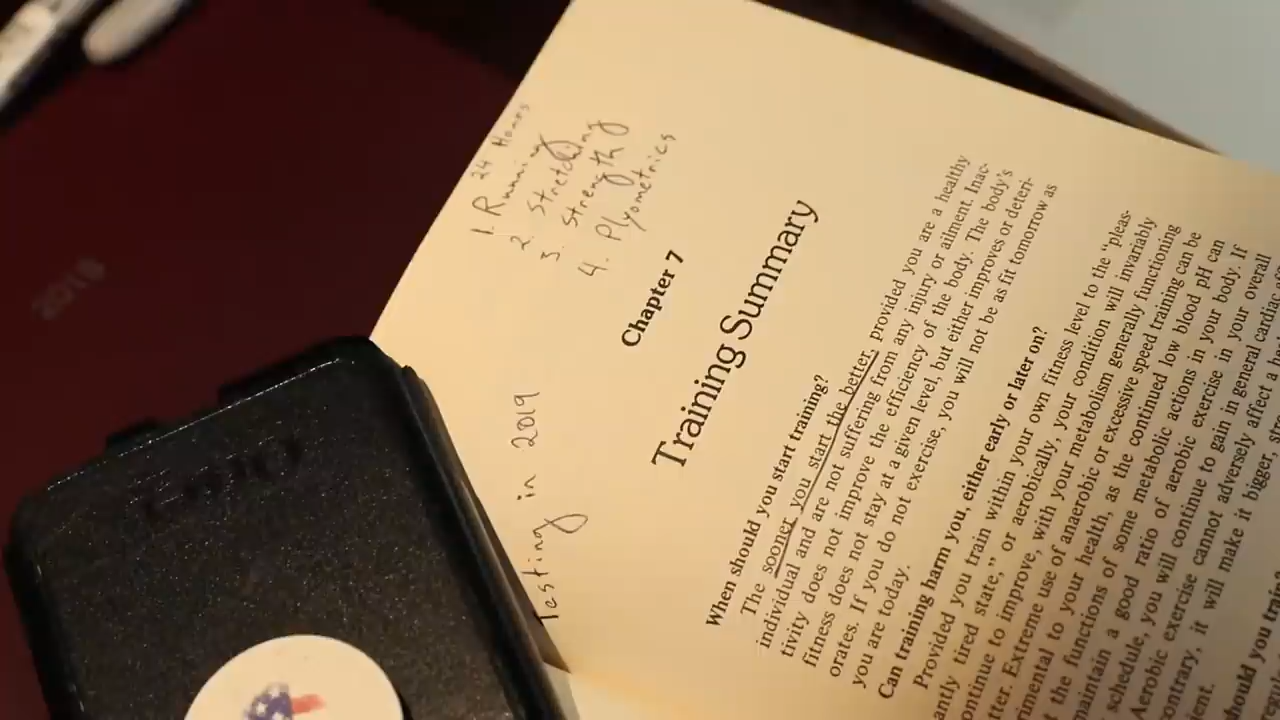 2018
24 Hours
1. Running
2. Stretching
3. Strength
4. Plyometrics
Testing in 2019
Chapter 7
Training Summary
When should you start training?
The sooner you start the better, provided you are a healthy
individual and are not suffering from any injury or ailment. Inac-
tivity does not improve the efficiency of the body. The body's
fitness does not stay at a given level, but either improves or deteri-
orates. If you do not exercise, you will not be as fit tomorrow as
you are today.
Can training harm you, either early or later on?
Provided you train within your own fitness level to the "pleas-
antly tired state," or aerobically, your condition will invariably
continue to improve, with your metabolism generally functioning
tter. Extreme use of anaerobic or excessive speed training can be
rimental to your health, as the continued low blood pH can
t the functions of some metabolic actions in your body. If
maintain a good ratio of aerobic exercise in your overall
schedule, you will continue to gain in general cardiac
Aerobic exercise cannot adversely affect a
ontrary, it will make it bigger,
ent.
hould you